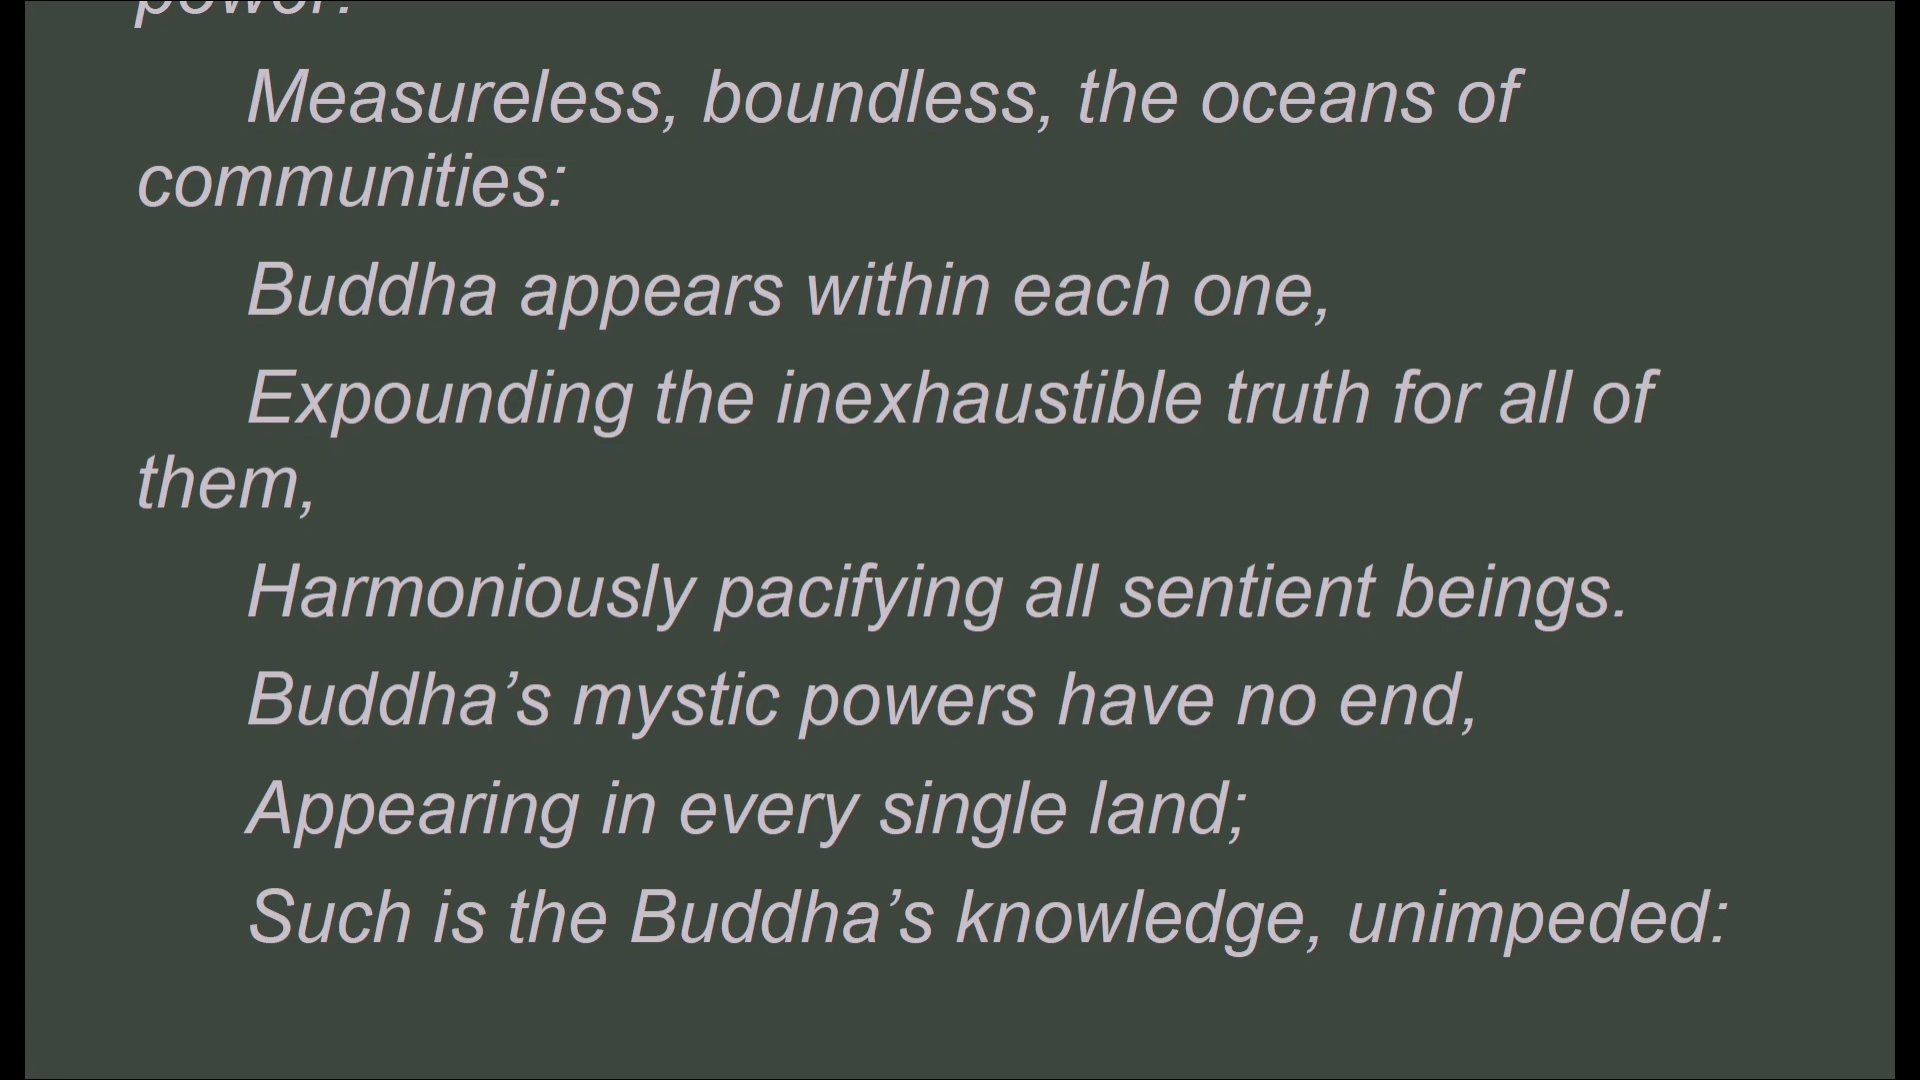 power.
Measureless, boundless, the oceans of
communities:
Buddha appears within each one,
Expounding the inexhaustible truth for all of
them,
Harmoniously pacifying all sentient beings.
Buddha’s mystic powers have no end,
Appearing in every single land;
Such is the Buddha’s knowledge, unimpeded: